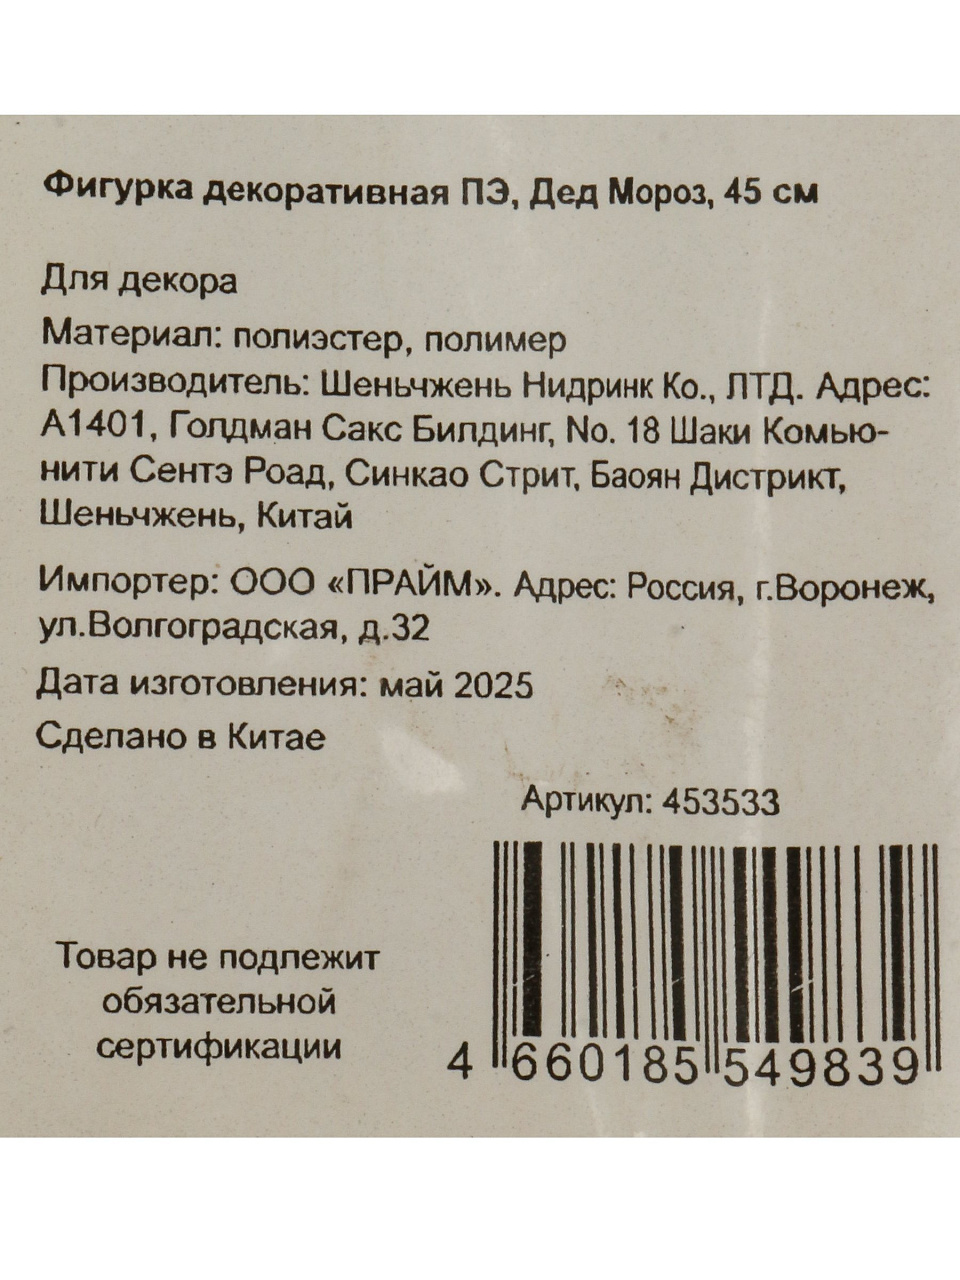 Фигурка декоративная ПЭ, Дед Мороз, 45 см
Для декора
Материал: полиэстер, полимер
Производитель: Шеньчжень Нидринк Ко., ЛТД. Адрес:
А1401, Голдман Сакс Билдинг, No. 18 Шаки Комью-
нити Сентэ Роад, Синкао Стрит, Баоян Дистрикт,
Шеньчжень, Китай
Импортер: ООО «ПРАЙМ». Адрес: Россия, г.Воронеж,
ул.Волгоградская, д.32
Дата изготовления: май 2025
Сделано в Китае
Артикул: 453533
Товар не подлежит
обязательной
сертификации
4 660185 549839